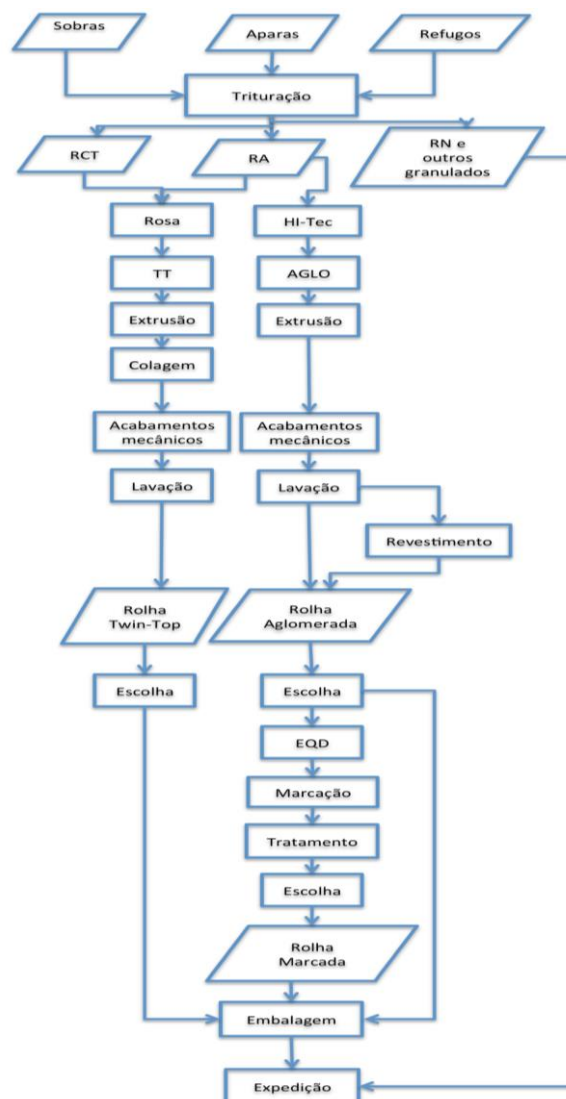 Sobras
Aparas
Refugos
Trituração
RCT
RA
RN e
outros
granulados
Rosa
HI-Tec
TT
AGLO
Extrusão
Extrusão
Colagem
Acabamentos
mecânicos
Acabamentos
mecânicos
Lavação
Lavação
Revestimento
Rolha
Twin-Top
Rolha
Aglomerada
Escolha
Escolha
EQD
Marcação
Tratamento
Escolha
Rolha
Marcada
Embalagem
Expedição